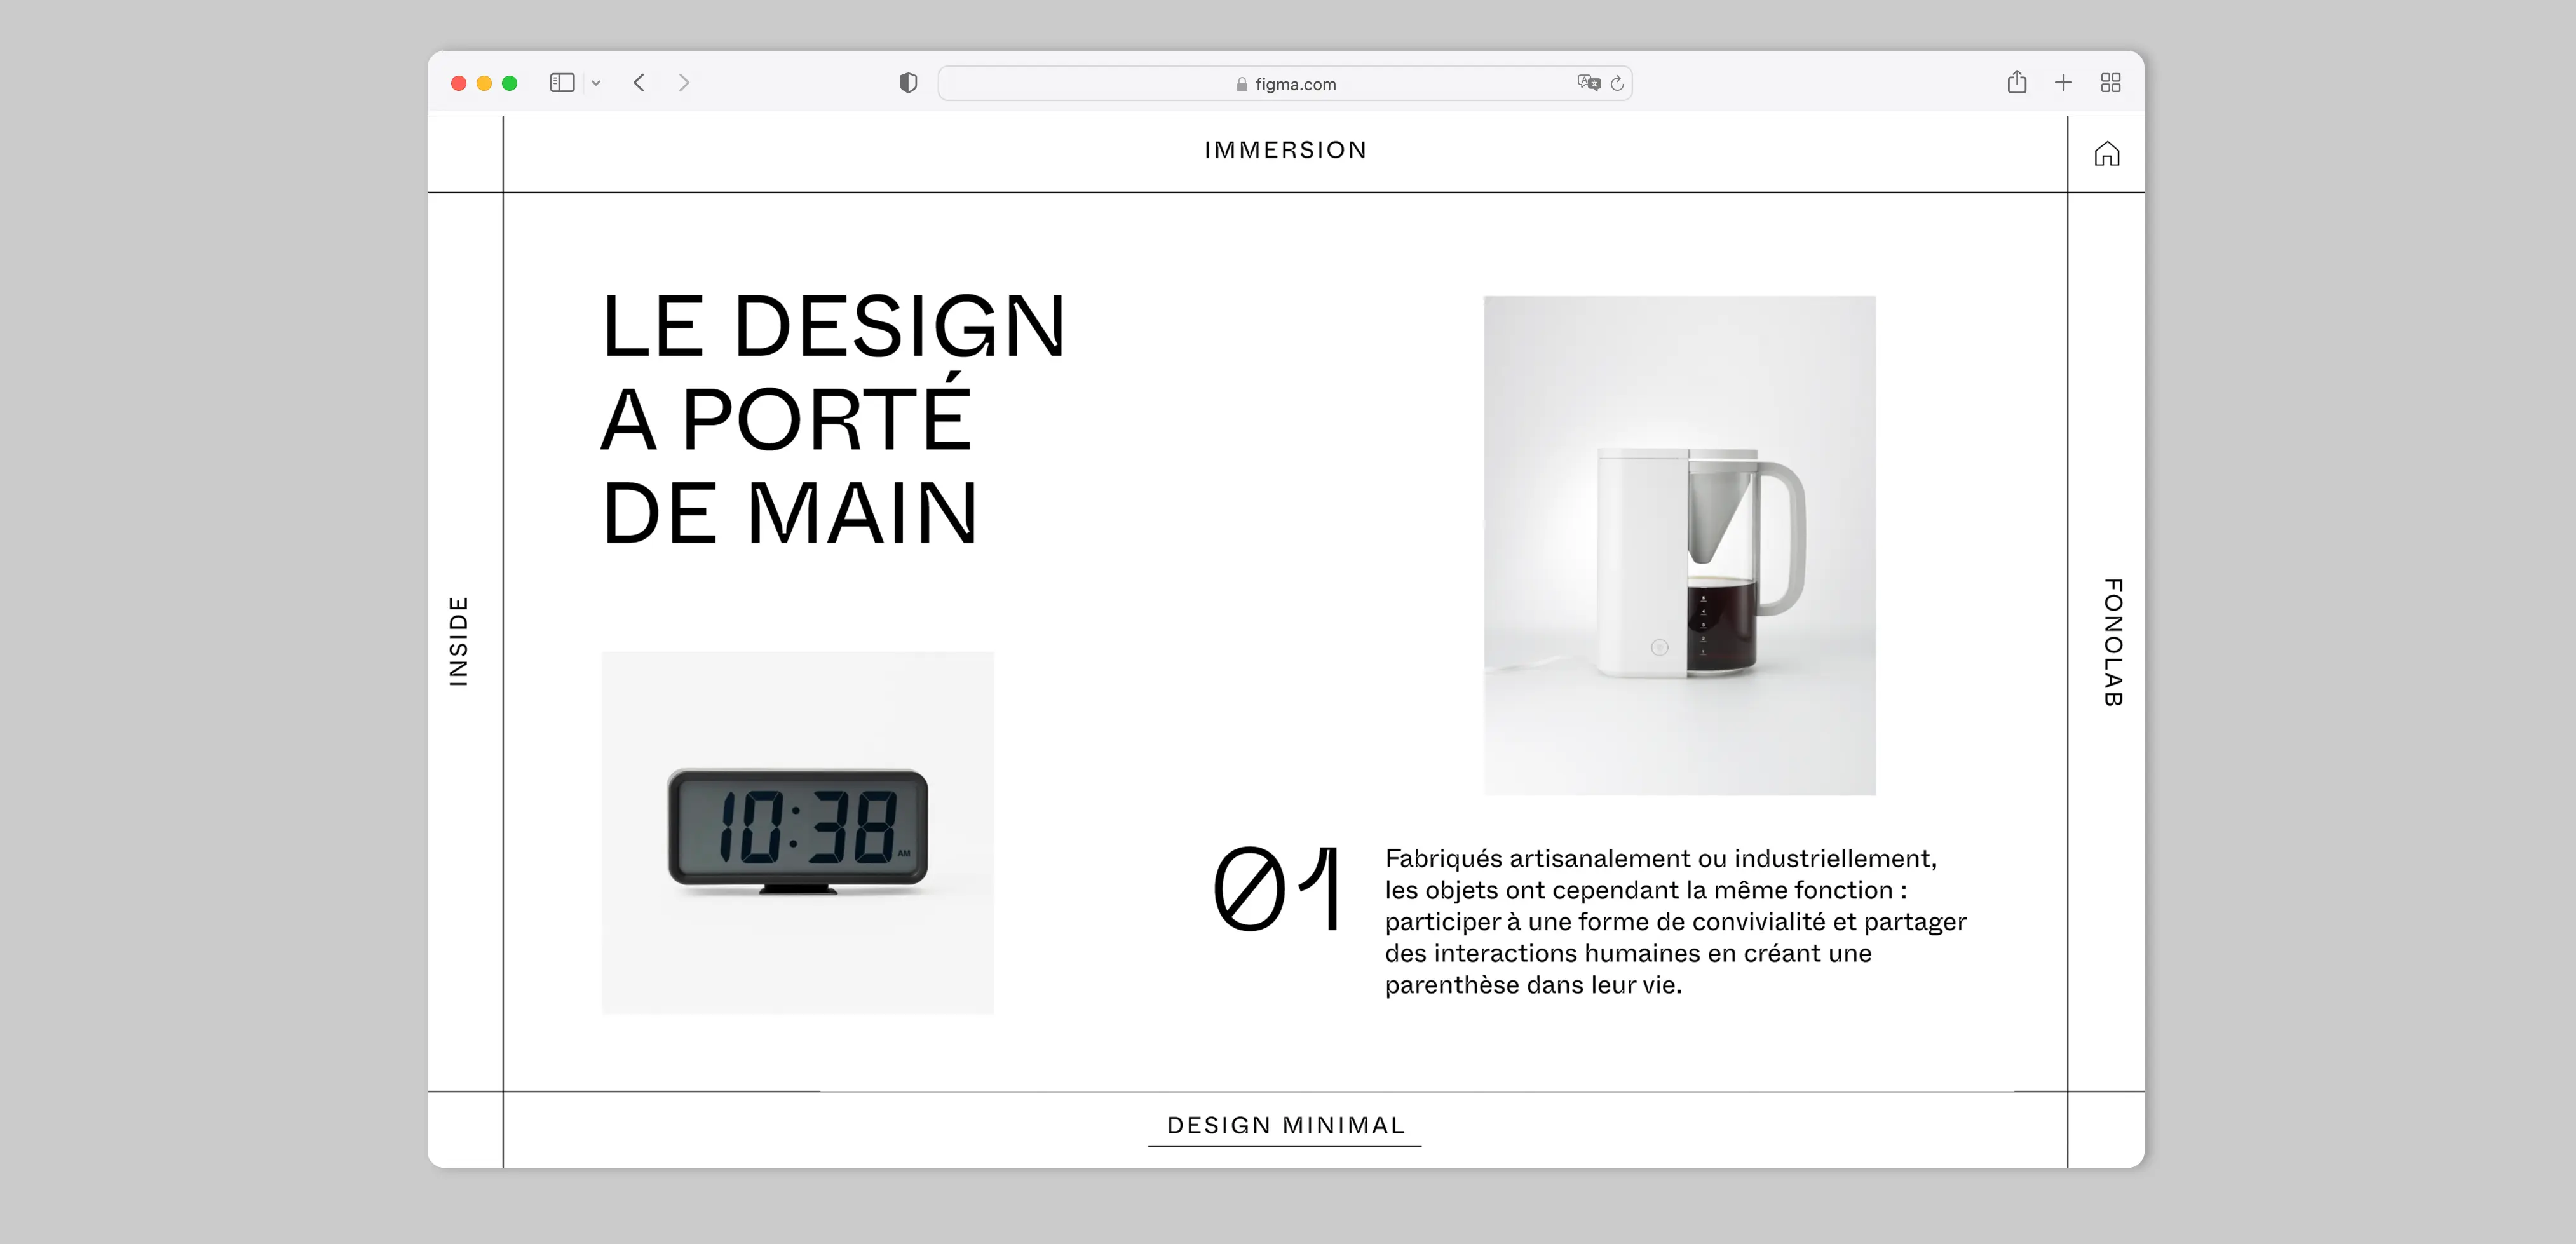 figma.com
IMMERSION
LE DESIGN
A PORTÉ
DE MAIN
INSIDE
FONOLAB
10:38
AM
01
Fabriqués artisanalement ou industriellement,
les objets ont cependant la même fonction :
participer à une forme de convivialité et partager
des interactions humaines en créant une
parenthèse dans leur vie.
DESIGN MINIMAL